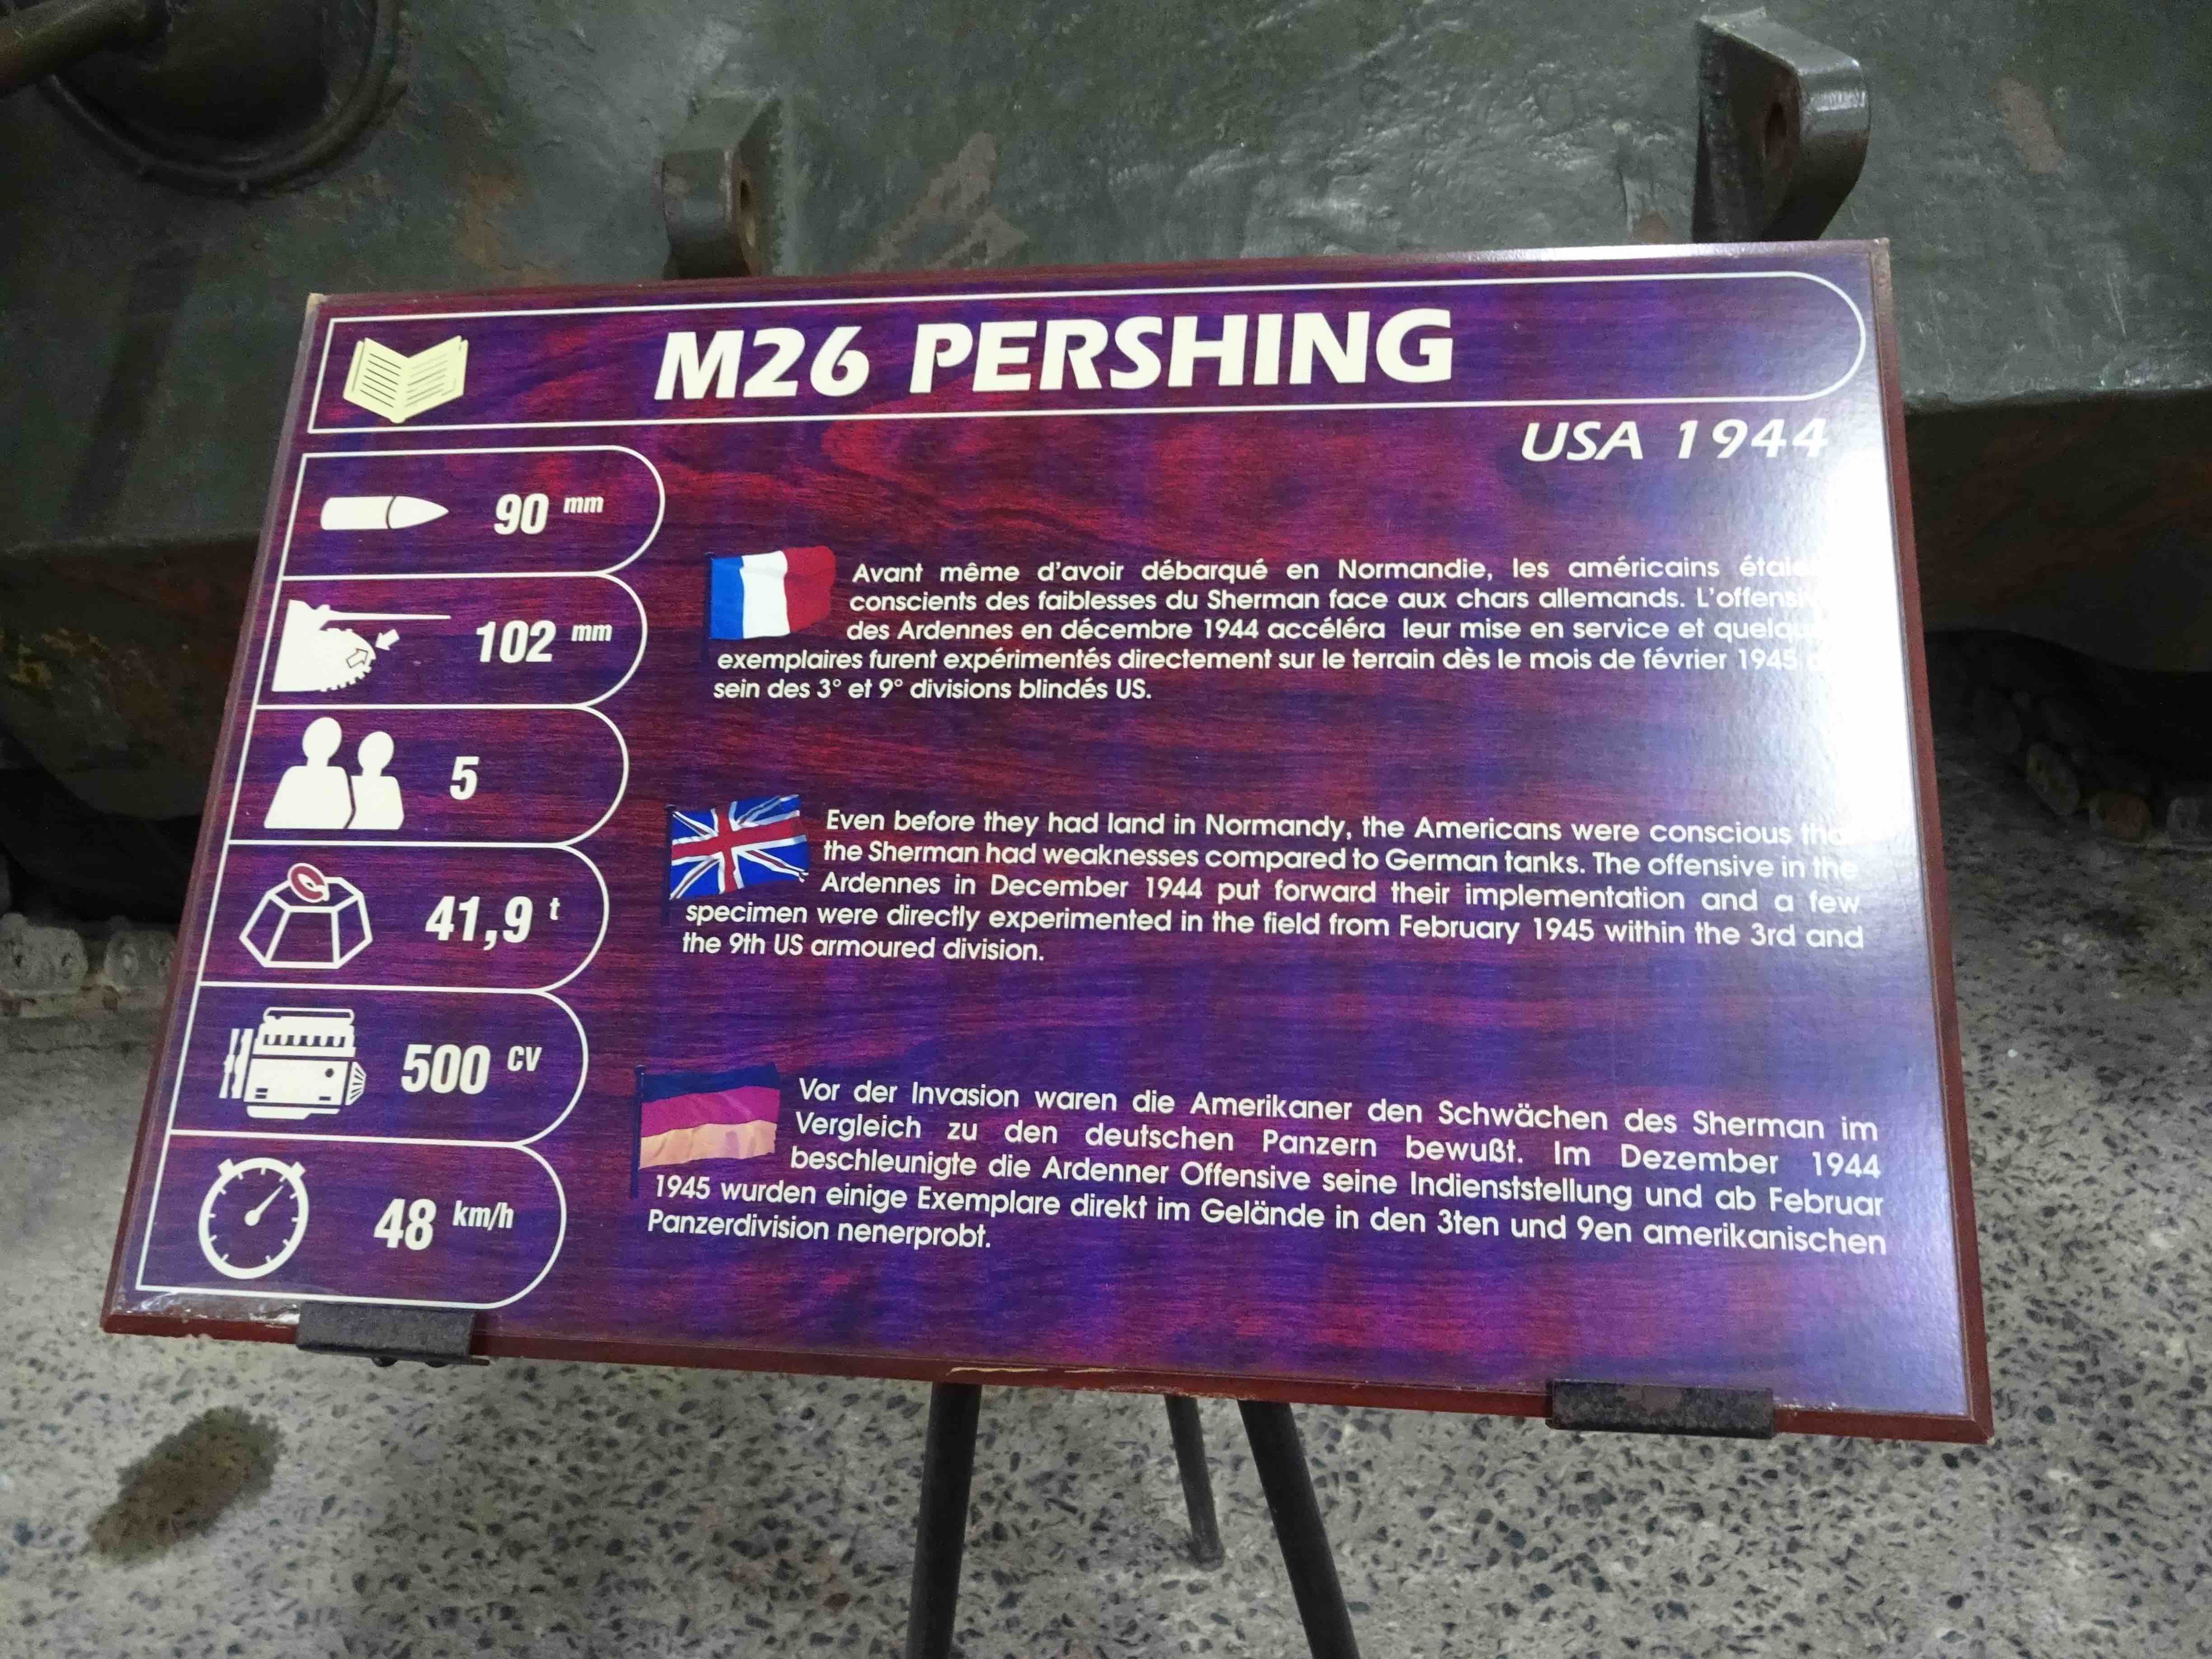 M26 PERSHING
USA 1944
90 mm
102 mm
5
41,9 t
500 CV
48 km/h
Avant même d'avoir débarqué en Normandie, les américains
conscients des faiblesses du Sherman face aux chars allemands.
des Ardennes en décembre 1944 accéléra leur mise en service et
exemplaires furent expérimentés directement sur le terrain dès le mois de février 1945
sein des 3° et 9° divisions blindés US.
Even before they had land in Normandy, the Americans were conscious that
the Sherman had weaknesses compared to German tanks. The offensive in the
Ardennes in December 1944 put forward their implementation and a few
specimen were directly experimented in the field from February 1945 within the 3rd and
the 9th US armoured division.
Vor der Invasion waren die Amerikaner den Schwächen des Sherman im
Vergleich zu den deutschen Panzern bewußt. Im Dezember 1944
beschleunigte die Ardenner Offensive seine Indienststellung und ab Februar
1945 wurden einige Exemplare direkt im Gelände in den 3ten und 9en amerikanischen
Panzerdivision nenerprobt.